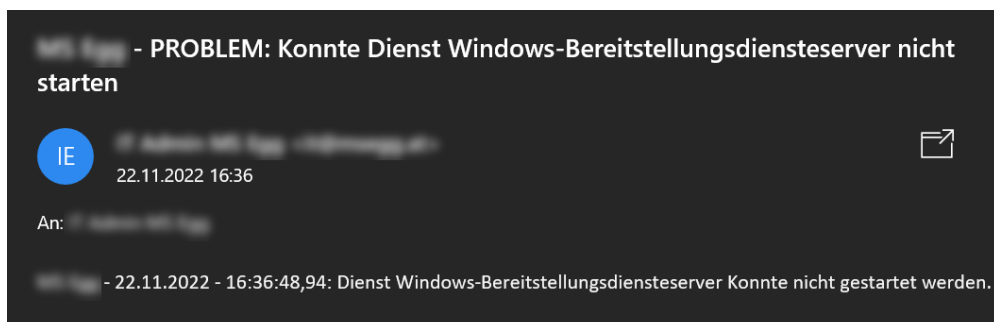 - PROBLEM: Konnte Dienst Windows-Bereitstellungsdiensteserver nicht
starten
IE
22.11.2022 16:36
An:
- 22.11.2022 - 16:36:48,94: Dienst Windows-Bereitstellungsdiensteserver Konnte nicht gestartet werden.